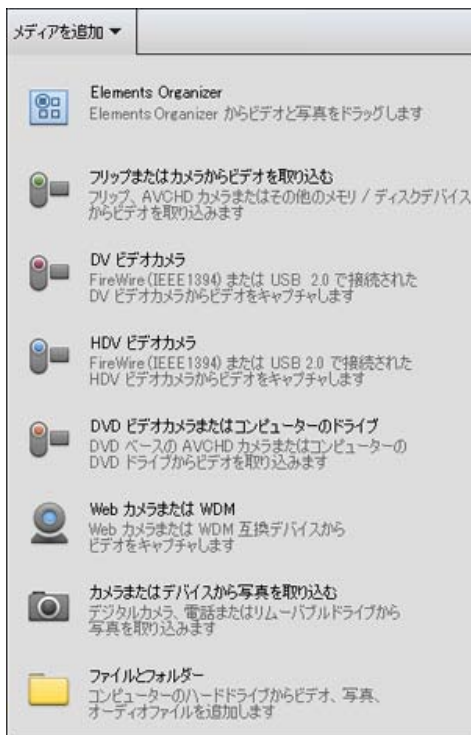 メディアを追加 ▼
Elements Organizer
Elements Organizer からビデオと写真をドラッグします
フリップまたはカメラからビデオを取り込む
フリップ、AVCHD カメラまたはその他のメモリ / ディスクデバイス
からビデオを取り込みます
DV ビデオカメラ
FireWire (IEEE1394) または USB 2.0 で接続された
DV ビデオカメラからビデオをキャプチャします
HDV ビデオカメラ
FireWire (IEEE1394) または USB 2.0 で接続された
HDV ビデオカメラからビデオをキャプチャします
DVD ビデオカメラまたはコンピューターのドライブ
DVD ベースの AVCHD カメラまたはコンピューターの
DVD ドライブからビデオを取り込みます
Web カメラまたは WDM
Web カメラまたは WDM 互換デバイスから
ビデオをキャプチャします
カメラまたはデバイスから写真を取り込む
デジタルカメラ、電話またはリムーバブルドライブから
写真を取り込みます
ファイルとフォルダー
コンピューターのハードドライブからビデオ、写真、
オーディオファイルを追加します